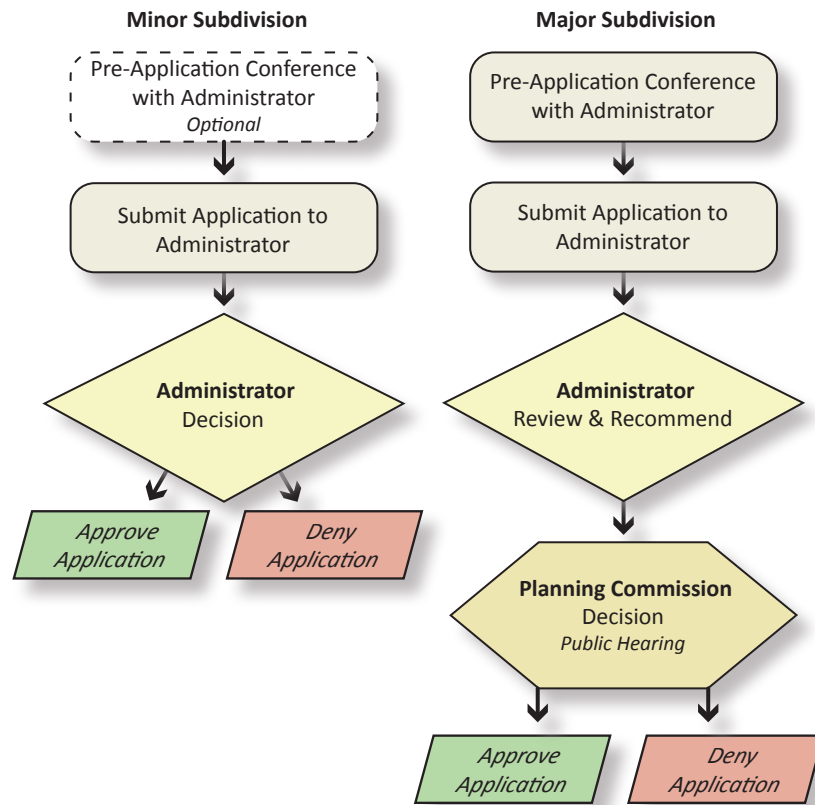 Minor Subdivision
Pre-Application Conference
with Administrator
Optional
Submit Application to
Administrator
Administrator
Decision
Approve
Application
Deny
Application
Major Subdivision
Pre-Application Conference
with Administrator
Submit Application to
Administrator
Administrator
Review & Recommend
Planning Commission
Decision
Public Hearing
Approve
Application
Deny
Application